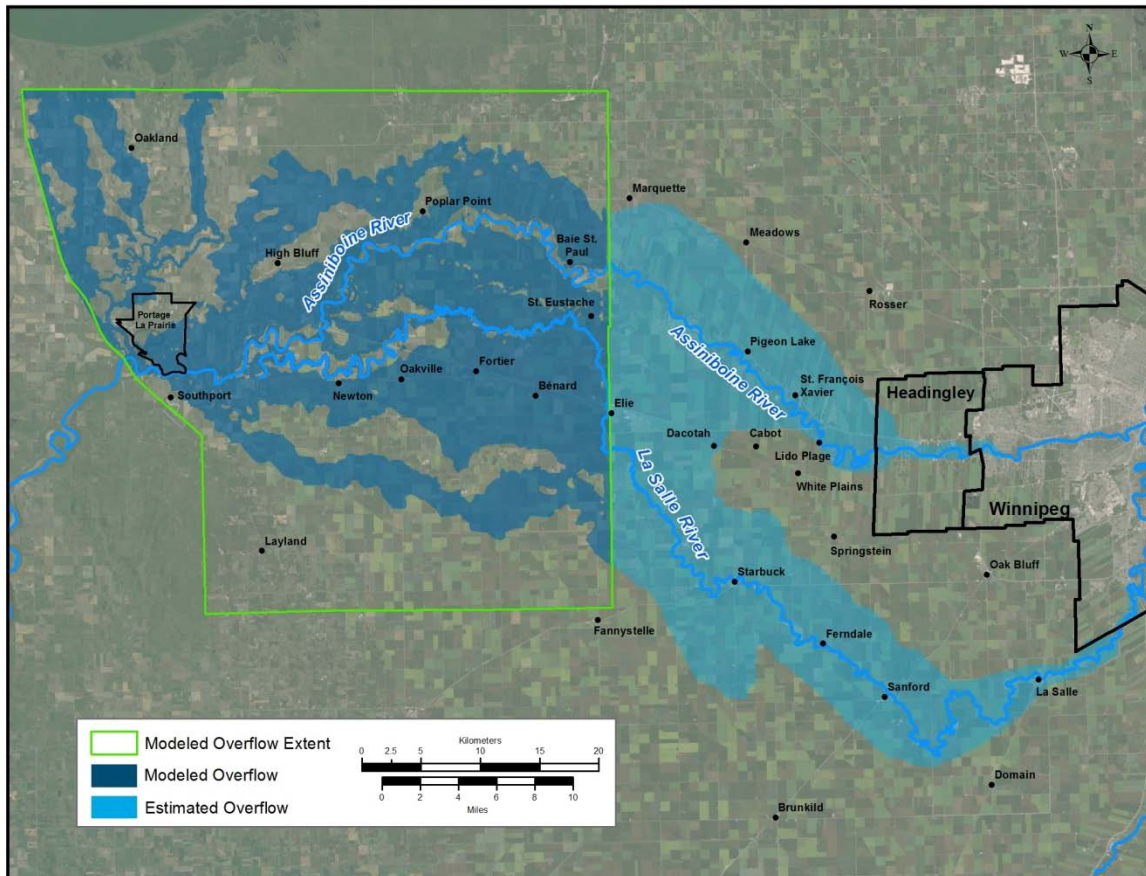 N
W
E
S
Oakland
Marquette
Poplar Point
Meadows
Assiniboine River
High Bluff
Baie St.
Paul
Rosser
Portage
La Prairie
St. Eustache
Pigeon Lake
Fortier
Oakville
Assiniboine River
St. François
Xavier
Headingley
Southport
Newton
Bénard
Elie
Dacotah
Cabot
Lido Plage
La Salle River
White Plains
Winnipeg
Springstein
Layland
Oak Bluff
Starbuck
Fannystelle
Ferndale
La Salle
Sanford
Domain
Brunkild
Modeled Overflow Extent
Modeled Overflow
Estimated Overflow
Kilometers
0 2.5 5 10 15 20
0 2 4 6 8 10
Miles